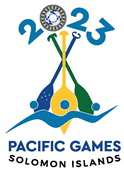 2023
PACIFIC GAMES
SOLOMON ISLANDS